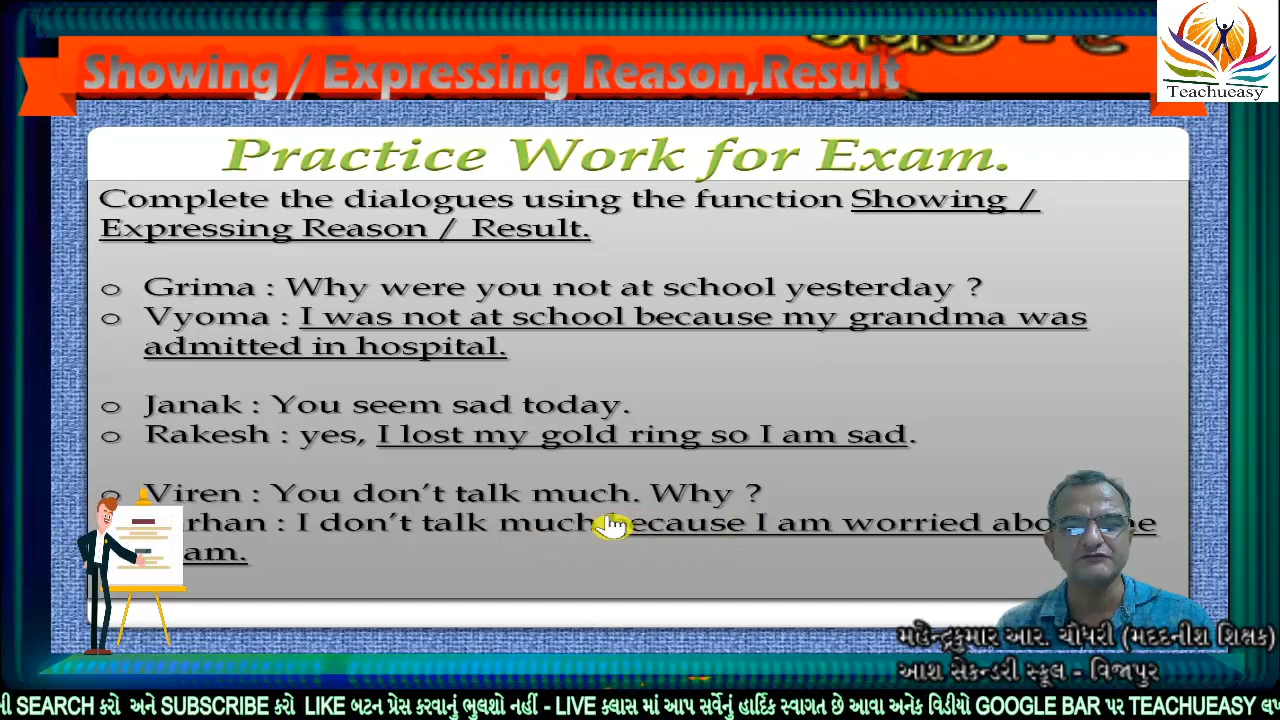 Showing / Expressing Reason,Result
Teachueasy
Practice Work for Exam.
Complete the dialogues using the function Showing /
Expressing Reason / Result.
o Grima : Why were you not at school yesterday ?
o Vyoma : I was not at school because my grandma was
admitted in hospital.
o Janak : You seem sad today.
o Rakesh : yes, I lost my gold ring so I am sad.
o Viren : You don't talk much. Why ?
: I don't talk much because I am worried
મહેન્દ્રકુમાર આર. ચૌધરી (મદદનીશ શિક્ષક)
આશ સેકન્ડરી સ્કૂલ - વિજાપુર
SEARCH કરો અને SUBSCRIBE કરો LIKE બટન પ્રેસ કરવાનું ભુલશો નહીં - LIVE ક્લાસ માં આપ સર્વેનું હાર્દિક સ્વાગત છે આવા અનેક વિડીયો GOOGLE BAR પર TEACHUEASY